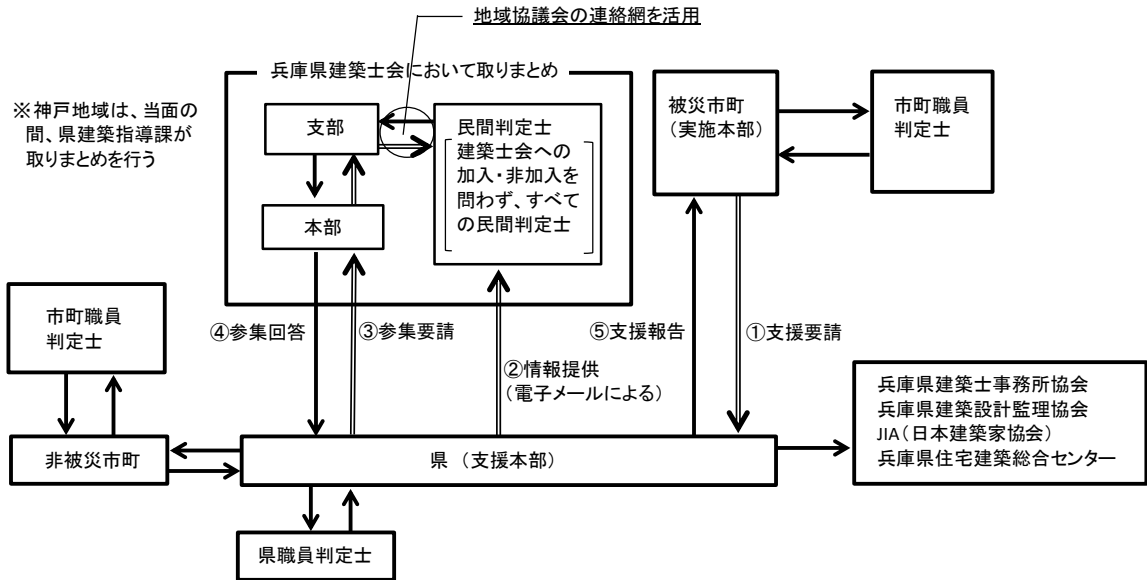 地域協議会の連絡網を活用
兵庫県建築士会において取りまとめ
※神戸地域は、当面の
間、県建築指導課が
取りまとめを行う
支部
本部
民間判定士
建築士会への
加入・非加入を
問わず、すべて
の民間判定士
被災市町
（実施本部）
市町職員
判定士
市町職員
判定士
④参集回答
③参集要請
②情報提供
（電子メールによる）
⑤支援報告
①支援要請
兵庫県建築士事務所協会
兵庫県建築設計監理協会
JIA（日本建築家協会）
兵庫県住宅建築総合センター
非被災市町
県 （支援本部）
県職員判定士